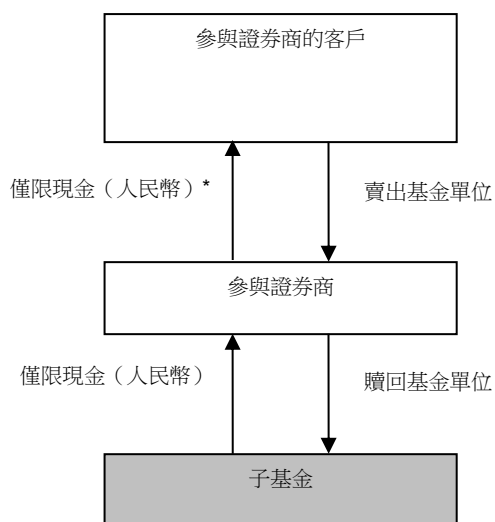 參與證券商的客戶
僅限現金（人民幣）*
賣出基金單位
參與證券商
僅限現金（人民幣）
贖回基金單位
子基金